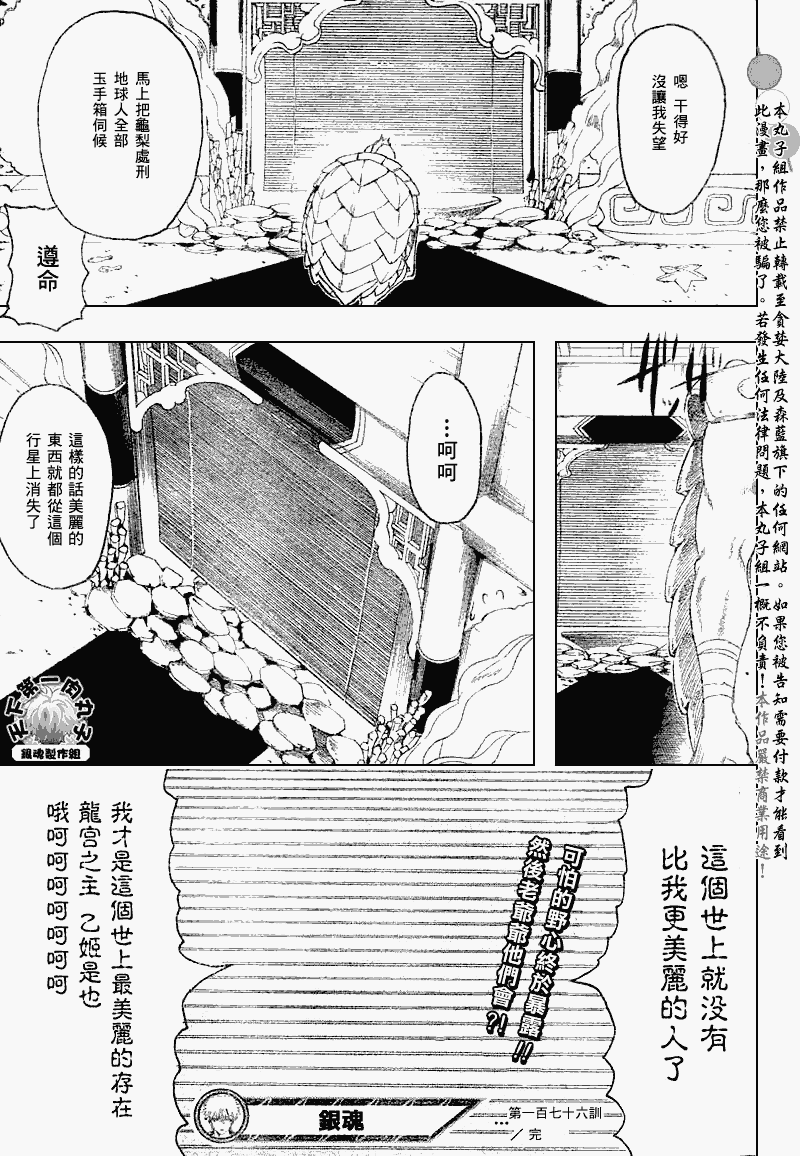 嗯 干得好
沒讓我失望
馬上把龜梨處刑
地球人全部
玉手箱伺候
遵命
…呵呵
這樣的話美麗的
東西就都從這個
行星上消失了
這個世上就没有
比我更美麗的人了
可怕的野心終於暴露!!
然後老爺爺他們會?!
我才是這個世上最美麗的存在
龍宮之主 乙姬是也
哦呵呵呵呵呵呵呵
銀魂
第一百七十六訓
…／完
天下第一肉丸子
銀魂製作組
本丸子組作品禁止轉載至貪婪大陸及森藍旗下的任何網站。如果您被告知需要付款才能看到
此漫畫，那麼您被騙了。若發生任何法律問題，本丸子組一概不負責！本作品嚴禁商業用途！